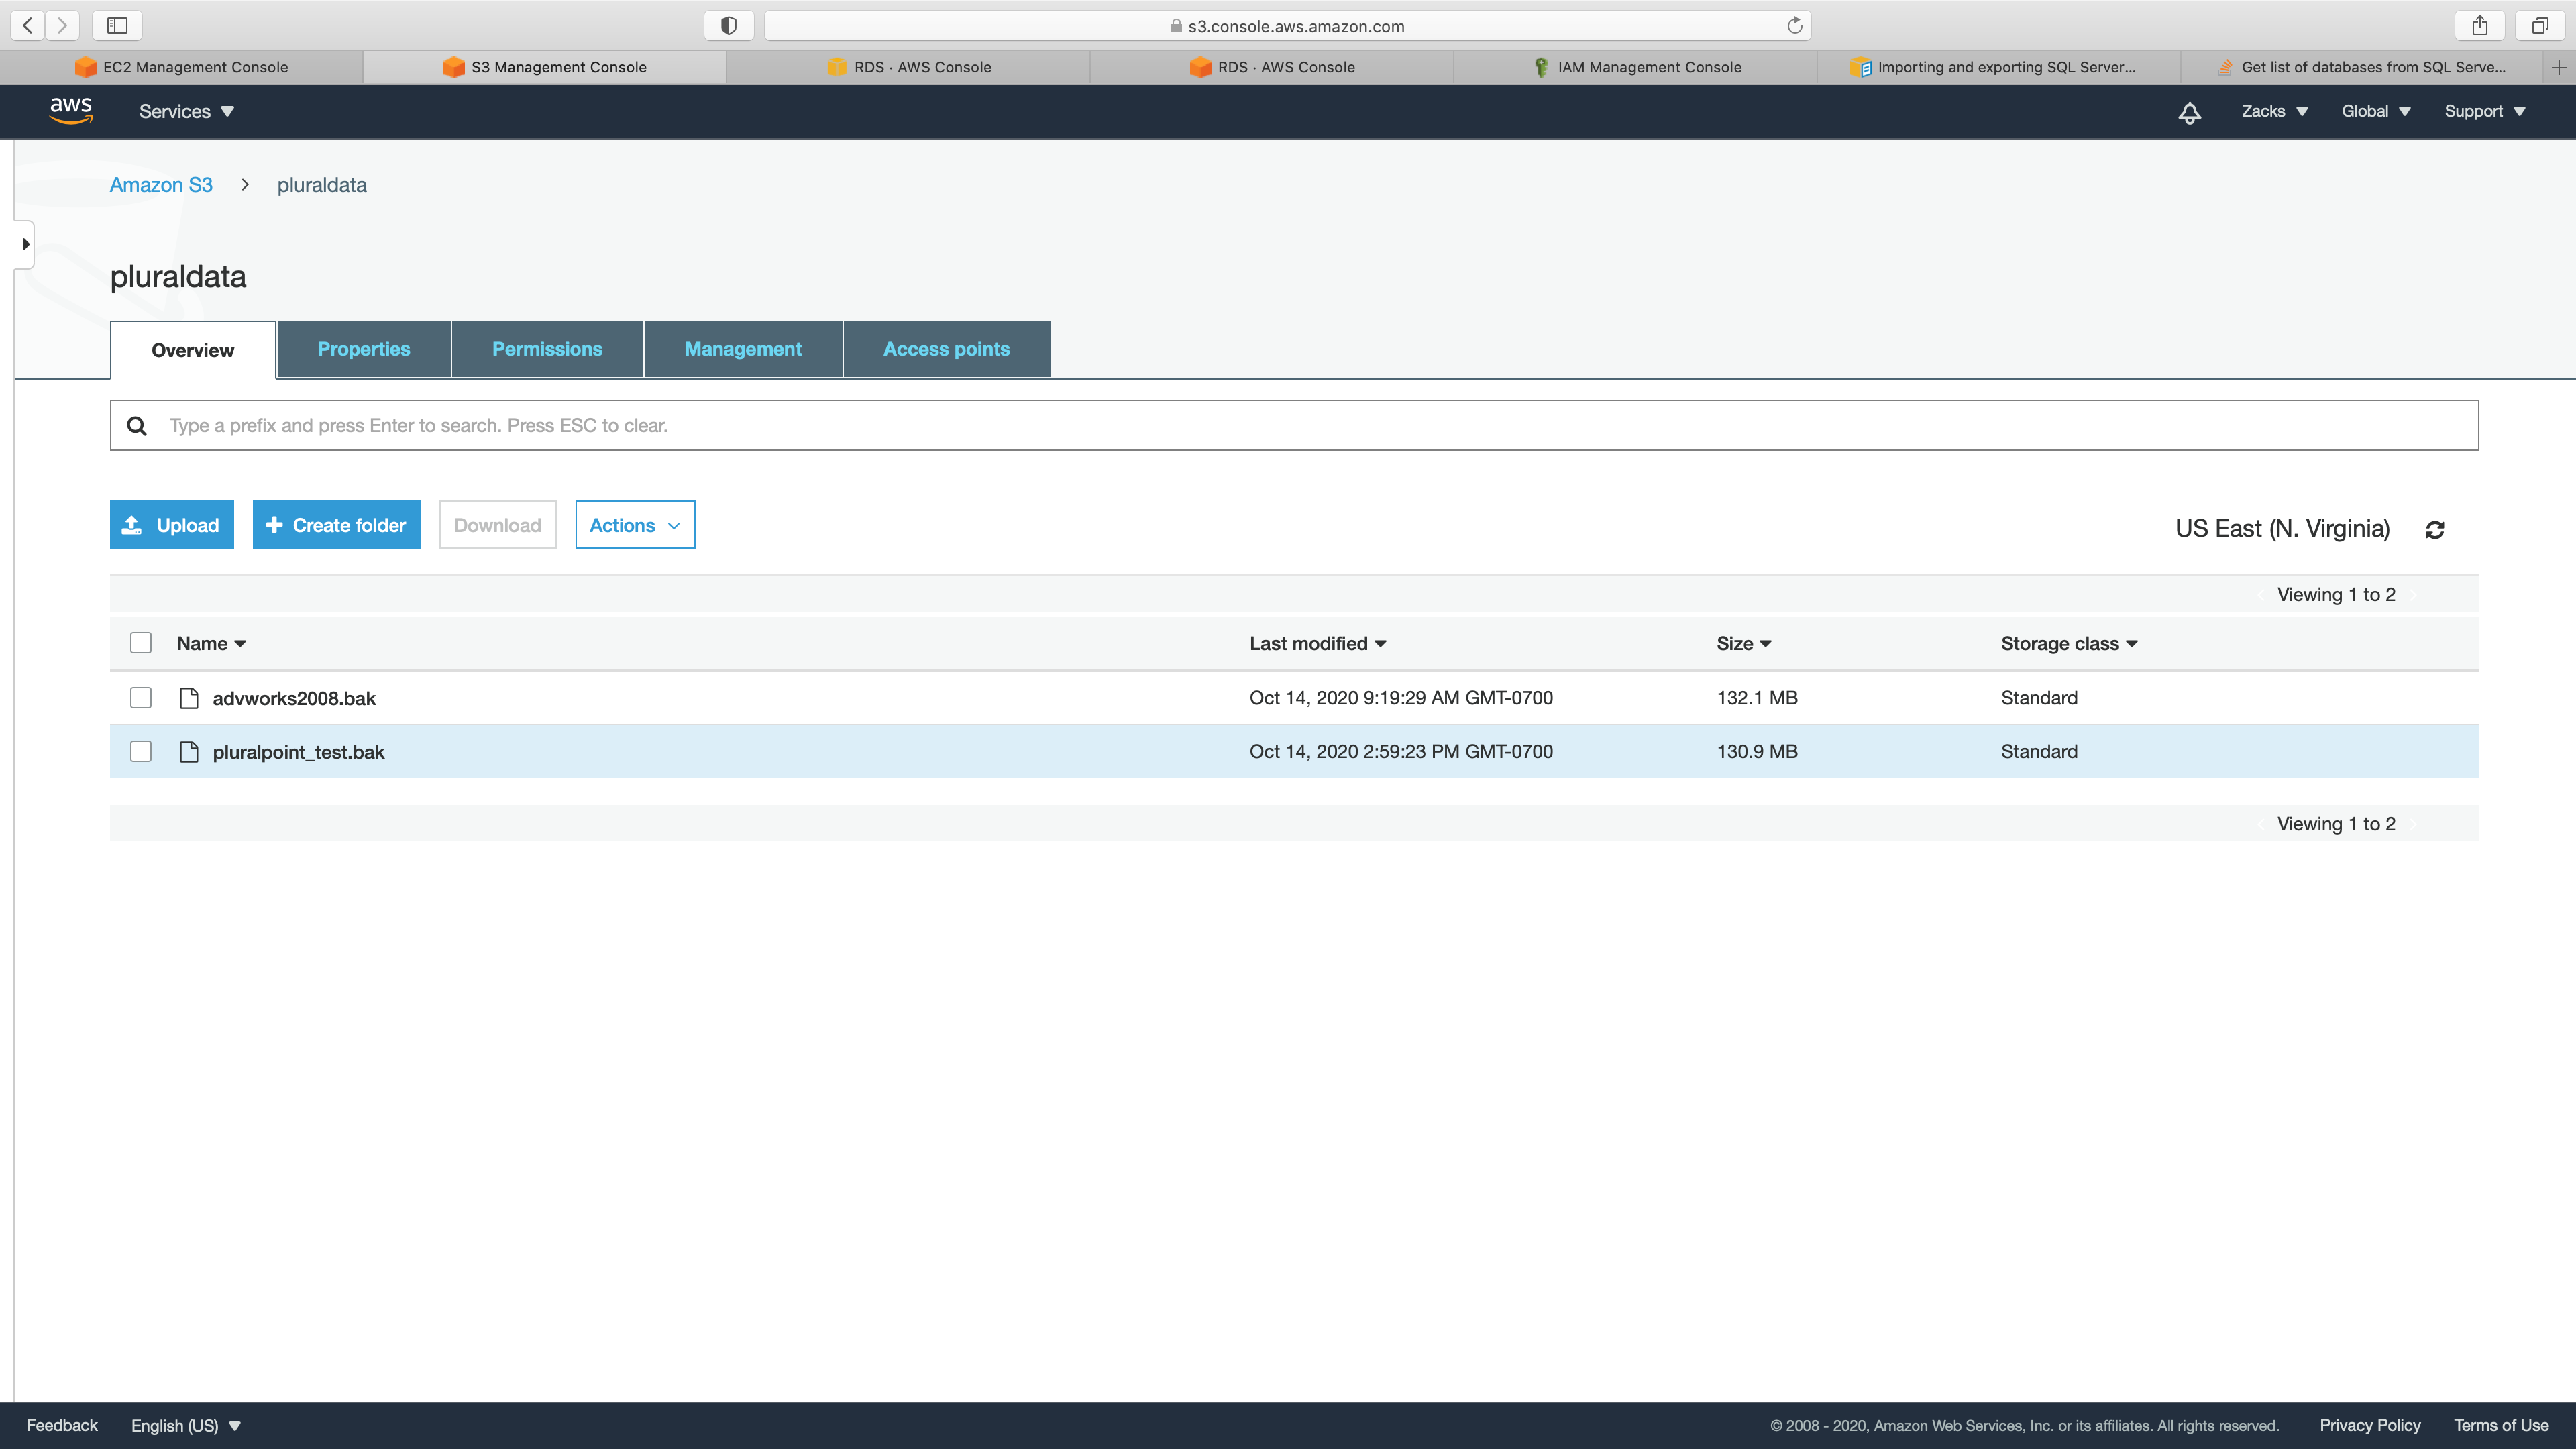 s3.console.aws.amazon.com
EC2 Management Console
S3 Management Console
RDS · AWS Console
RDS · AWS Console
IAM Management Console
Importing and exporting SQL Server...
Get list of databases from SQL Serve...
aws
Services
Zacks
Global
Support
Amazon S3 > pluraldata
pluraldata
Overview
Properties
Permissions
Management
Access points
Type a prefix and press Enter to search. Press ESC to clear.
Upload
+ Create folder
Download
Actions
US East (N. Virginia)
Viewing 1 to 2
Name Last modified Size Storage class
advworks2008.bak Oct 14, 2020 9:19:29 AM GMT-0700 132.1 MB Standard
pluralpoint_test.bak Oct 14, 2020 2:59:23 PM GMT-0700 130.9 MB Standard
Viewing 1 to 2
Feedback
English (US)
© 2008 - 2020, Amazon Web Services, Inc. or its affiliates. All rights reserved.
Privacy Policy
Terms of Use